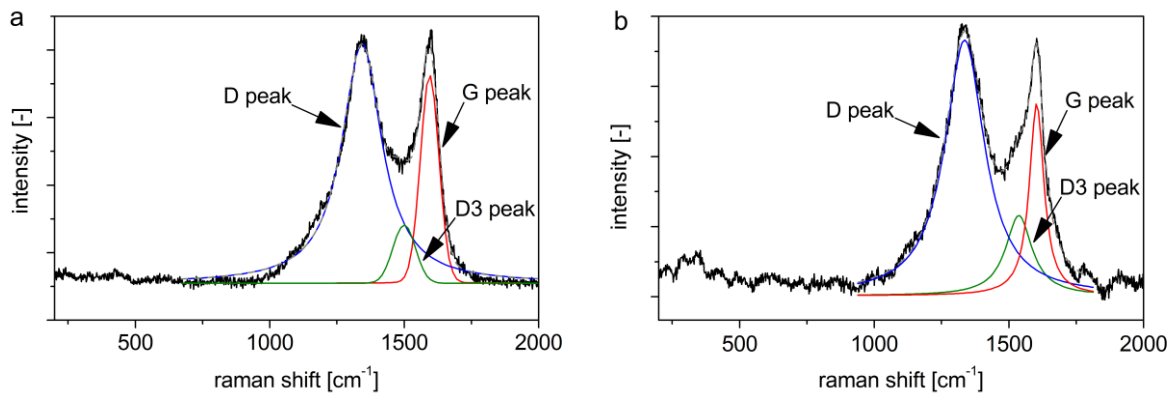 a
intensity [-]
D peak
G peak
D3 peak
500 1000 1500 2000
raman shift [cm⁻¹]
b
intensity [-]
D peak
G peak
D3 peak
500 1000 1500 2000
raman shift [cm⁻¹]